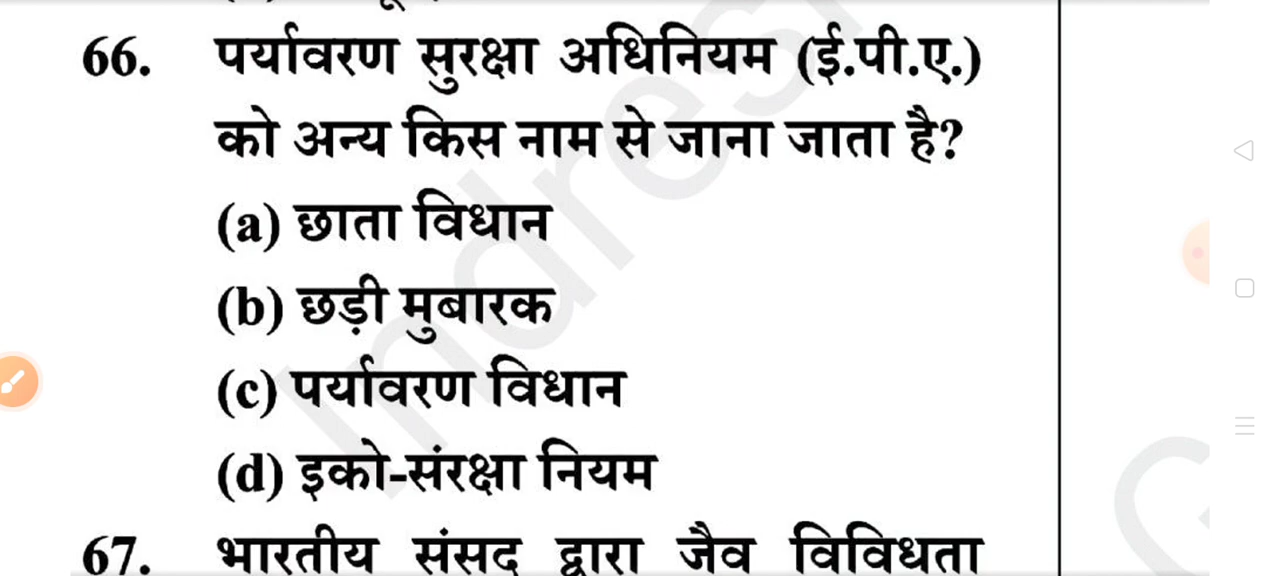 66. पर्यावरण सुरक्षा अधिनियम (ई.पी.ए.)
को अन्य किस नाम से जाना जाता है?
(a) छाता विधान
(b) छड़ी मुबारक
(c) पर्यावरण विधान
(d) इको-संरक्षा नियम
67. भारतीय संसद द्वारा जैव विविधता